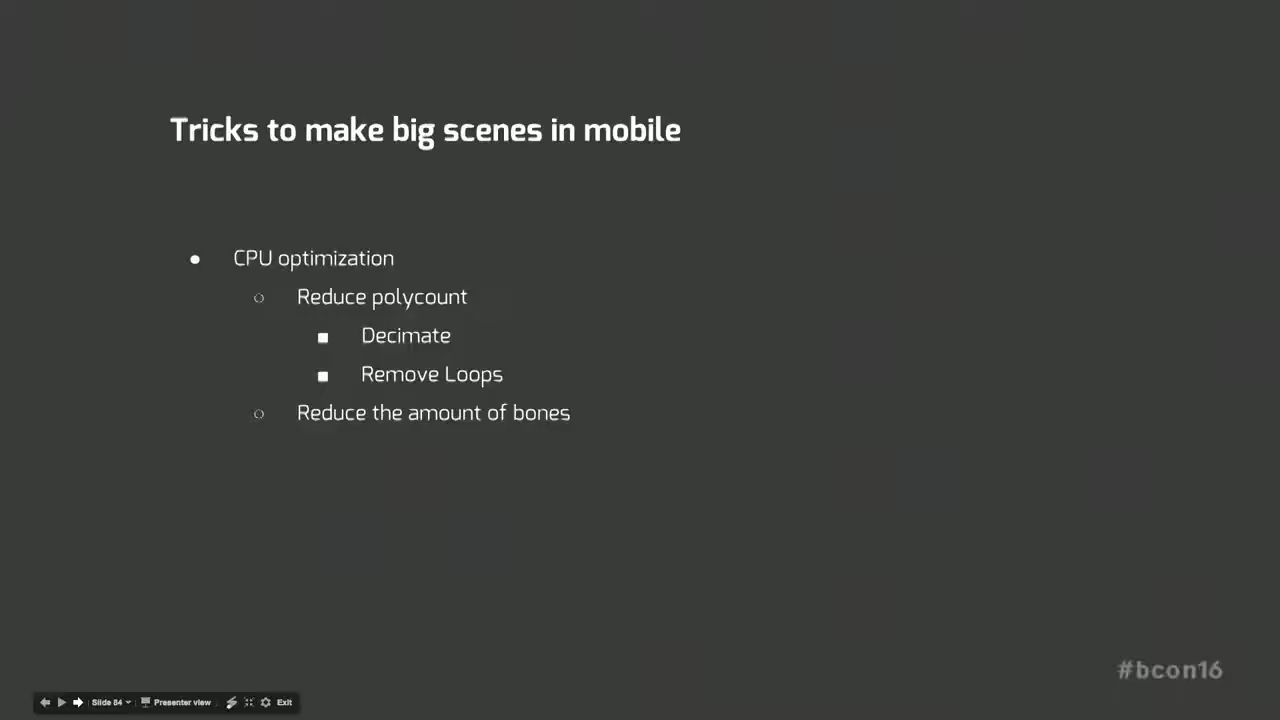 Tricks to make big scenes in mobile
CPU optimization
Reduce polycount
Decimate
Remove Loops
Reduce the amount of bones
#bcon16
Slide 84 Presenter view Exit